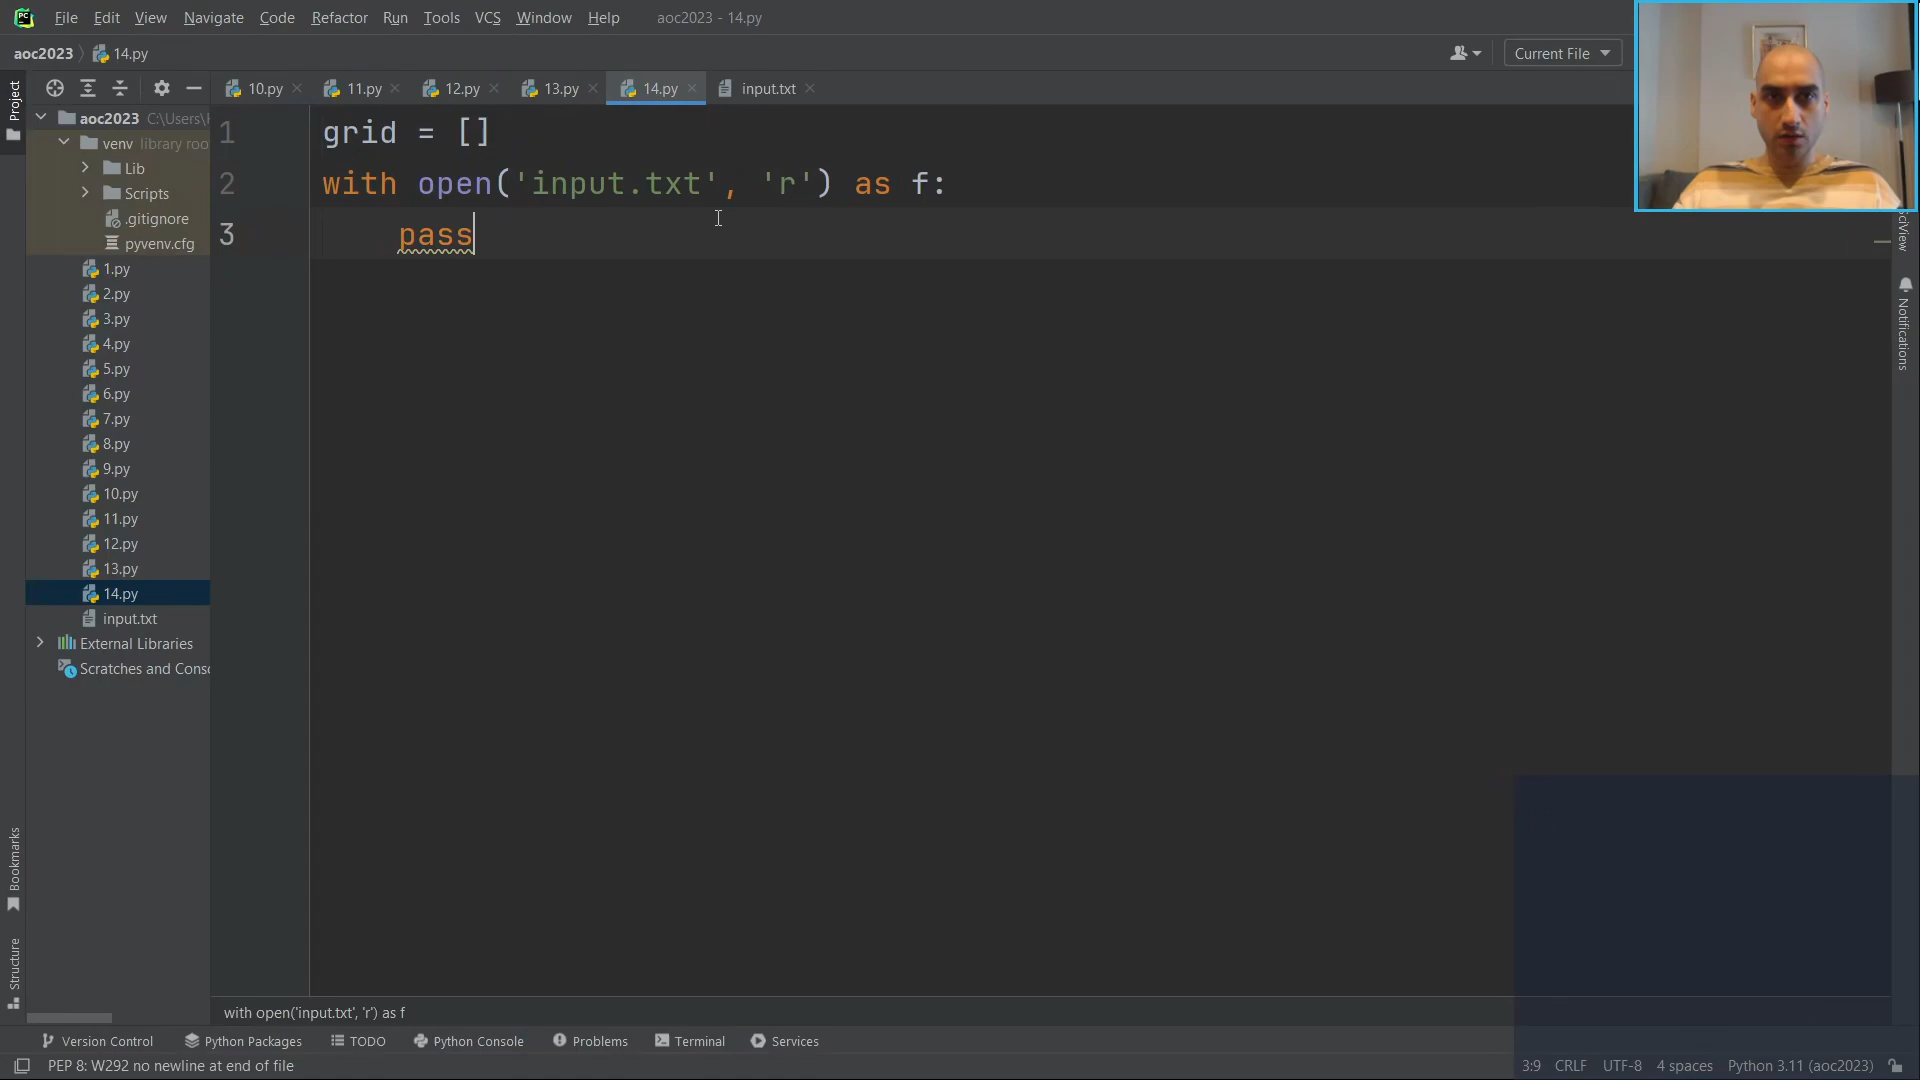 File Edit View Navigate Code Refactor Run Tools VCS Window Help aoc2023 - 14.py
aoc2023 14.py Current File
10.py 11.py 12.py 13.py 14.py input.txt
Project
aoc2023 C:\Users\
venv library roo
Lib
Scripts
.gitignore
pyvenv.cfg
1.py
2.py
3.py
4.py
5.py
6.py
7.py
8.py
9.py
10.py
11.py
12.py
13.py
14.py
input.txt
External Libraries
Scratches and Conso
1 grid = []
2 with open('input.txt', 'r') as f:
3 pass
SciView
Notifications
Bookmarks
Structure
with open('input.txt', 'r') as f
Version Control Python Packages TODO Python Console Problems Terminal Services
PEP 8: W292 no newline at end of file 3:9 CRLF UTF-8 4 spaces Python 3.11 (aoc2023)